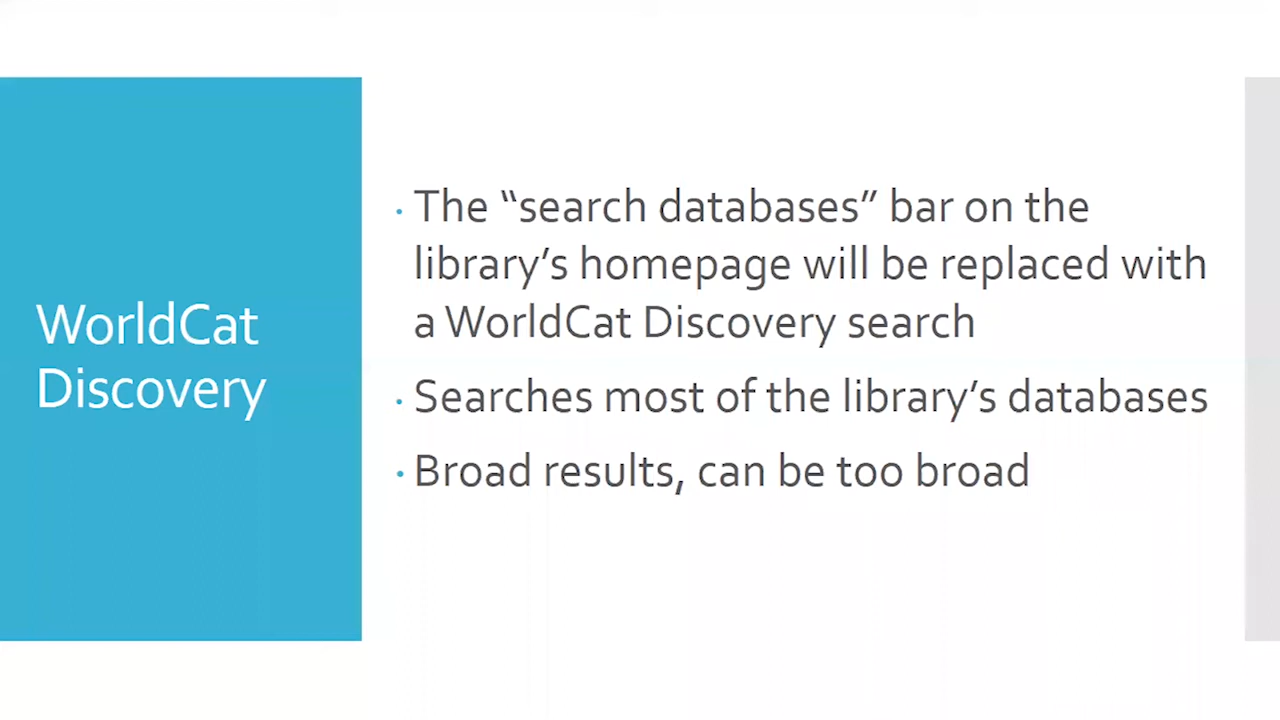 WorldCat
Discovery
· The “search databases” bar on the
library’s homepage will be replaced with
a WorldCat Discovery search
· Searches most of the library’s databases
· Broad results, can be too broad